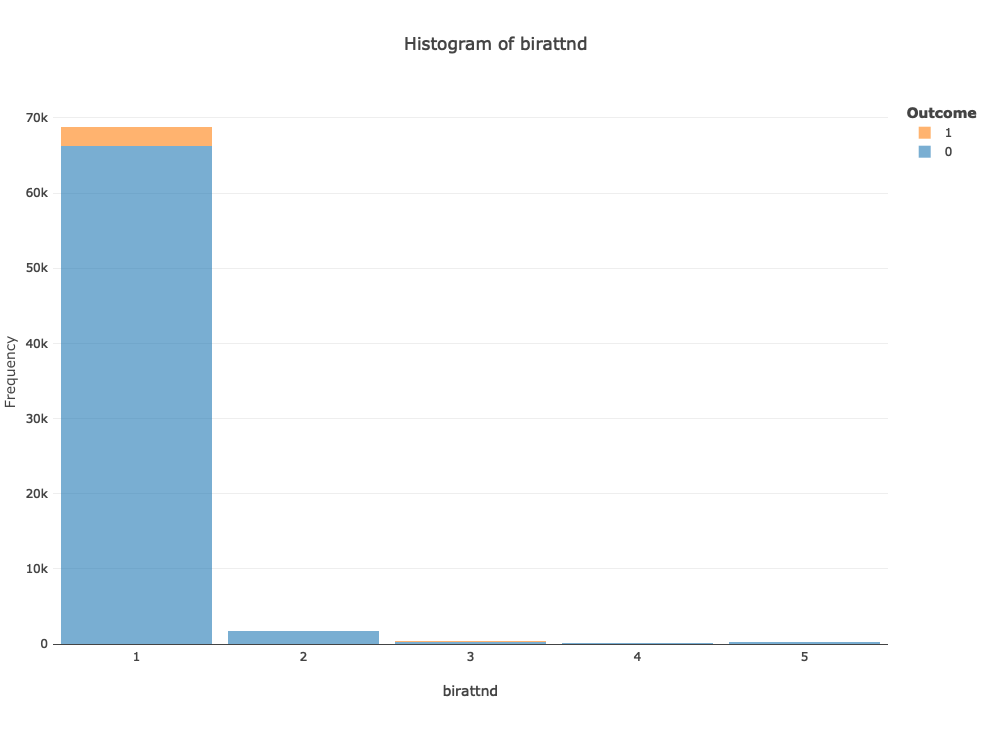 Histogram of birattnd
Outcome
1
0
70k
60k
50k
40k
30k
20k
10k
0
Frequency
1 2 3 4 5
birattnd